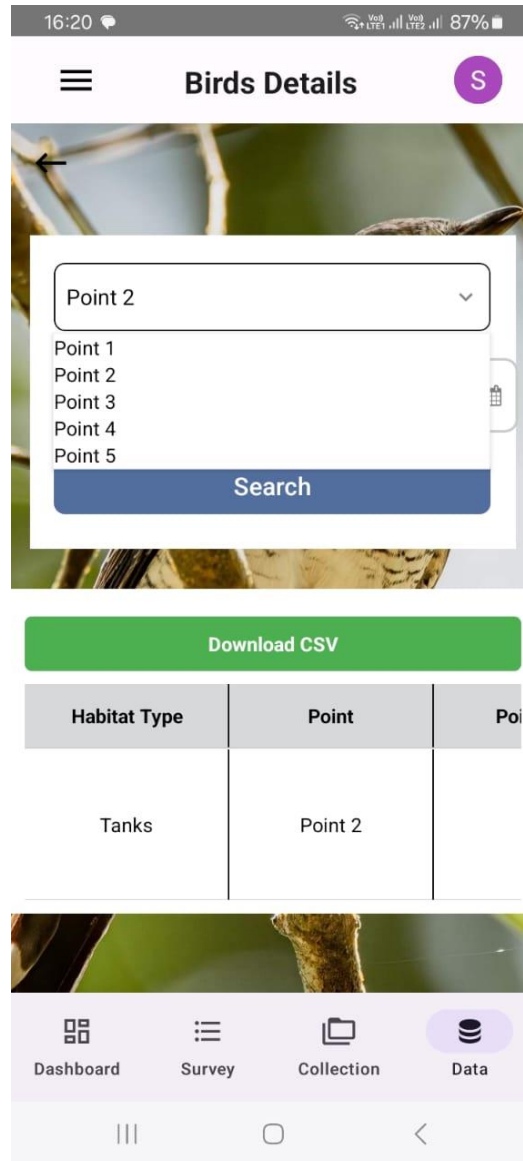 16:20 87%
Birds Details S
Point 2
Point 1
Point 2
Point 3
Point 4
Point 5
Search
Download CSV
Habitat Type Point Poi
Tanks Point 2
Dashboard Survey Collection Data